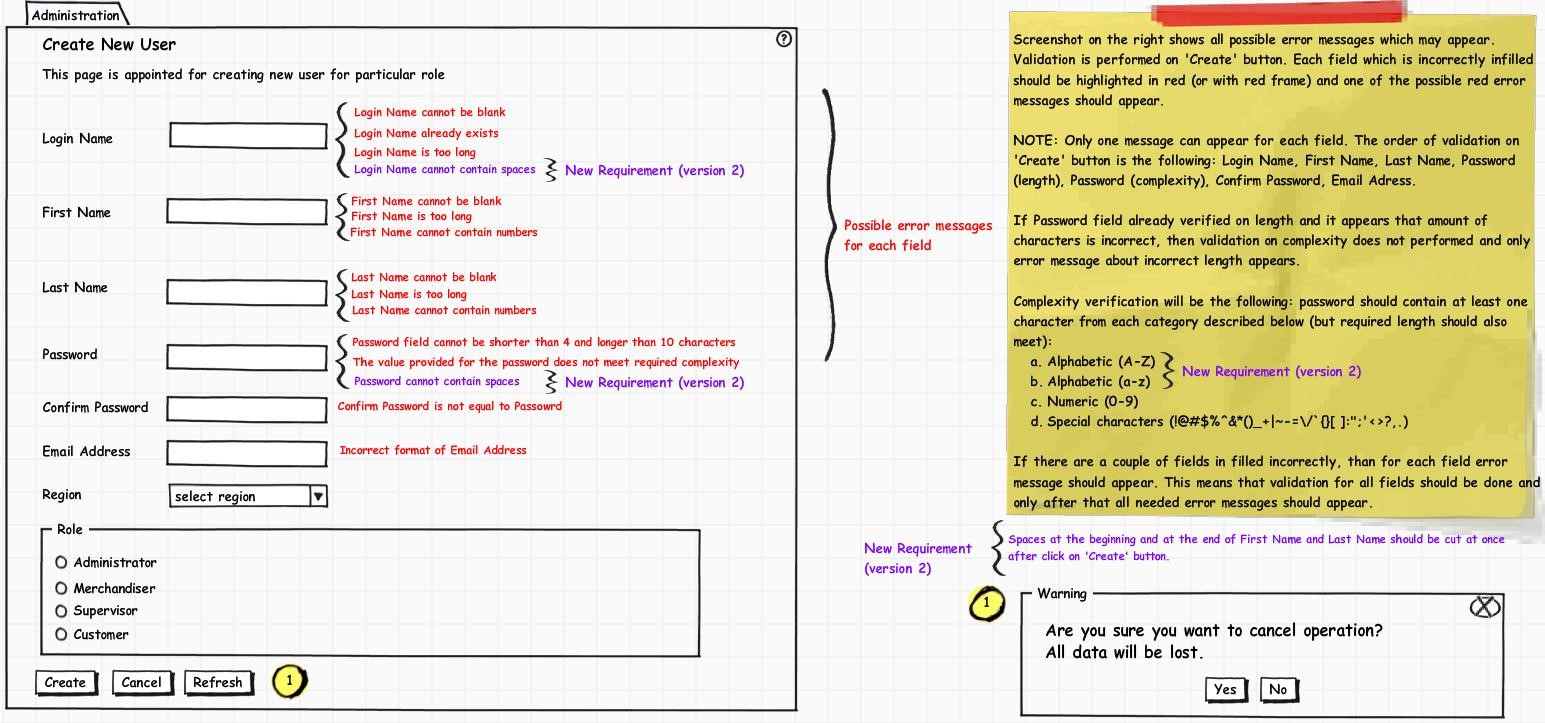 Administration
Create New User
?
This page is appointed for creating new user for particular role
Login Name
Login Name cannot be blank
Login Name already exists
Login Name is too long
Login Name cannot contain spaces
New Requirement (version 2)
First Name
First Name cannot be blank
First Name is too long
First Name cannot contain numbers
Last Name
Last Name cannot be blank
Last Name is too long
Last Name cannot contain numbers
Password
Password field cannot be shorter than 4 and longer than 10 characters
The value provided for the password does not meet required complexity
Password cannot contain spaces
New Requirement (version 2)
Confirm Password
Confirm Password is not equal to Passowrd
Email Address
Incorrect format of Email Address
Region
select region
Role
Administrator
Merchandiser
Supervisor
Customer
Create
Cancel
Refresh
1
Possible error messages
for each field
Screenshot on the right shows all possible error messages which may appear.
Validation is performed on 'Create' button. Each field which is incorrectly infilled
should be highlighted in red (or with red frame) and one of the possible red error
messages should appear.
NOTE: Only one message can appear for each field. The order of validation on
'Create' button is the following: Login Name, First Name, Last Name, Password
(length), Password (complexity), Confirm Password, Email Adress.
If Password field already verified on length and it appears that amount of
characters is incorrect, then validation on complexity does not performed and only
error message about incorrect length appears.
Complexity verification will be the following: password should contain at least one
character from each category described below (but required length should also
meet):
a. Alphabetic (A-Z)
b. Alphabetic (a-z)
New Requirement (version 2)
c. Numeric (0-9)
d. Special characters (!@#$%^&*()_+|~-=\/`{}[ ]:";'<>?,.)
If there are a couple of fields in filled incorrectly, than for each field error
message should appear. This means that validation for all fields should be done and
only after that all needed error messages should appear.
New Requirement
(version 2)
Spaces at the beginning and at the end of First Name and Last Name should be cut at once
after click on 'Create' button.
1
Warning
X
Are you sure you want to cancel operation?
All data will be lost.
Yes
No